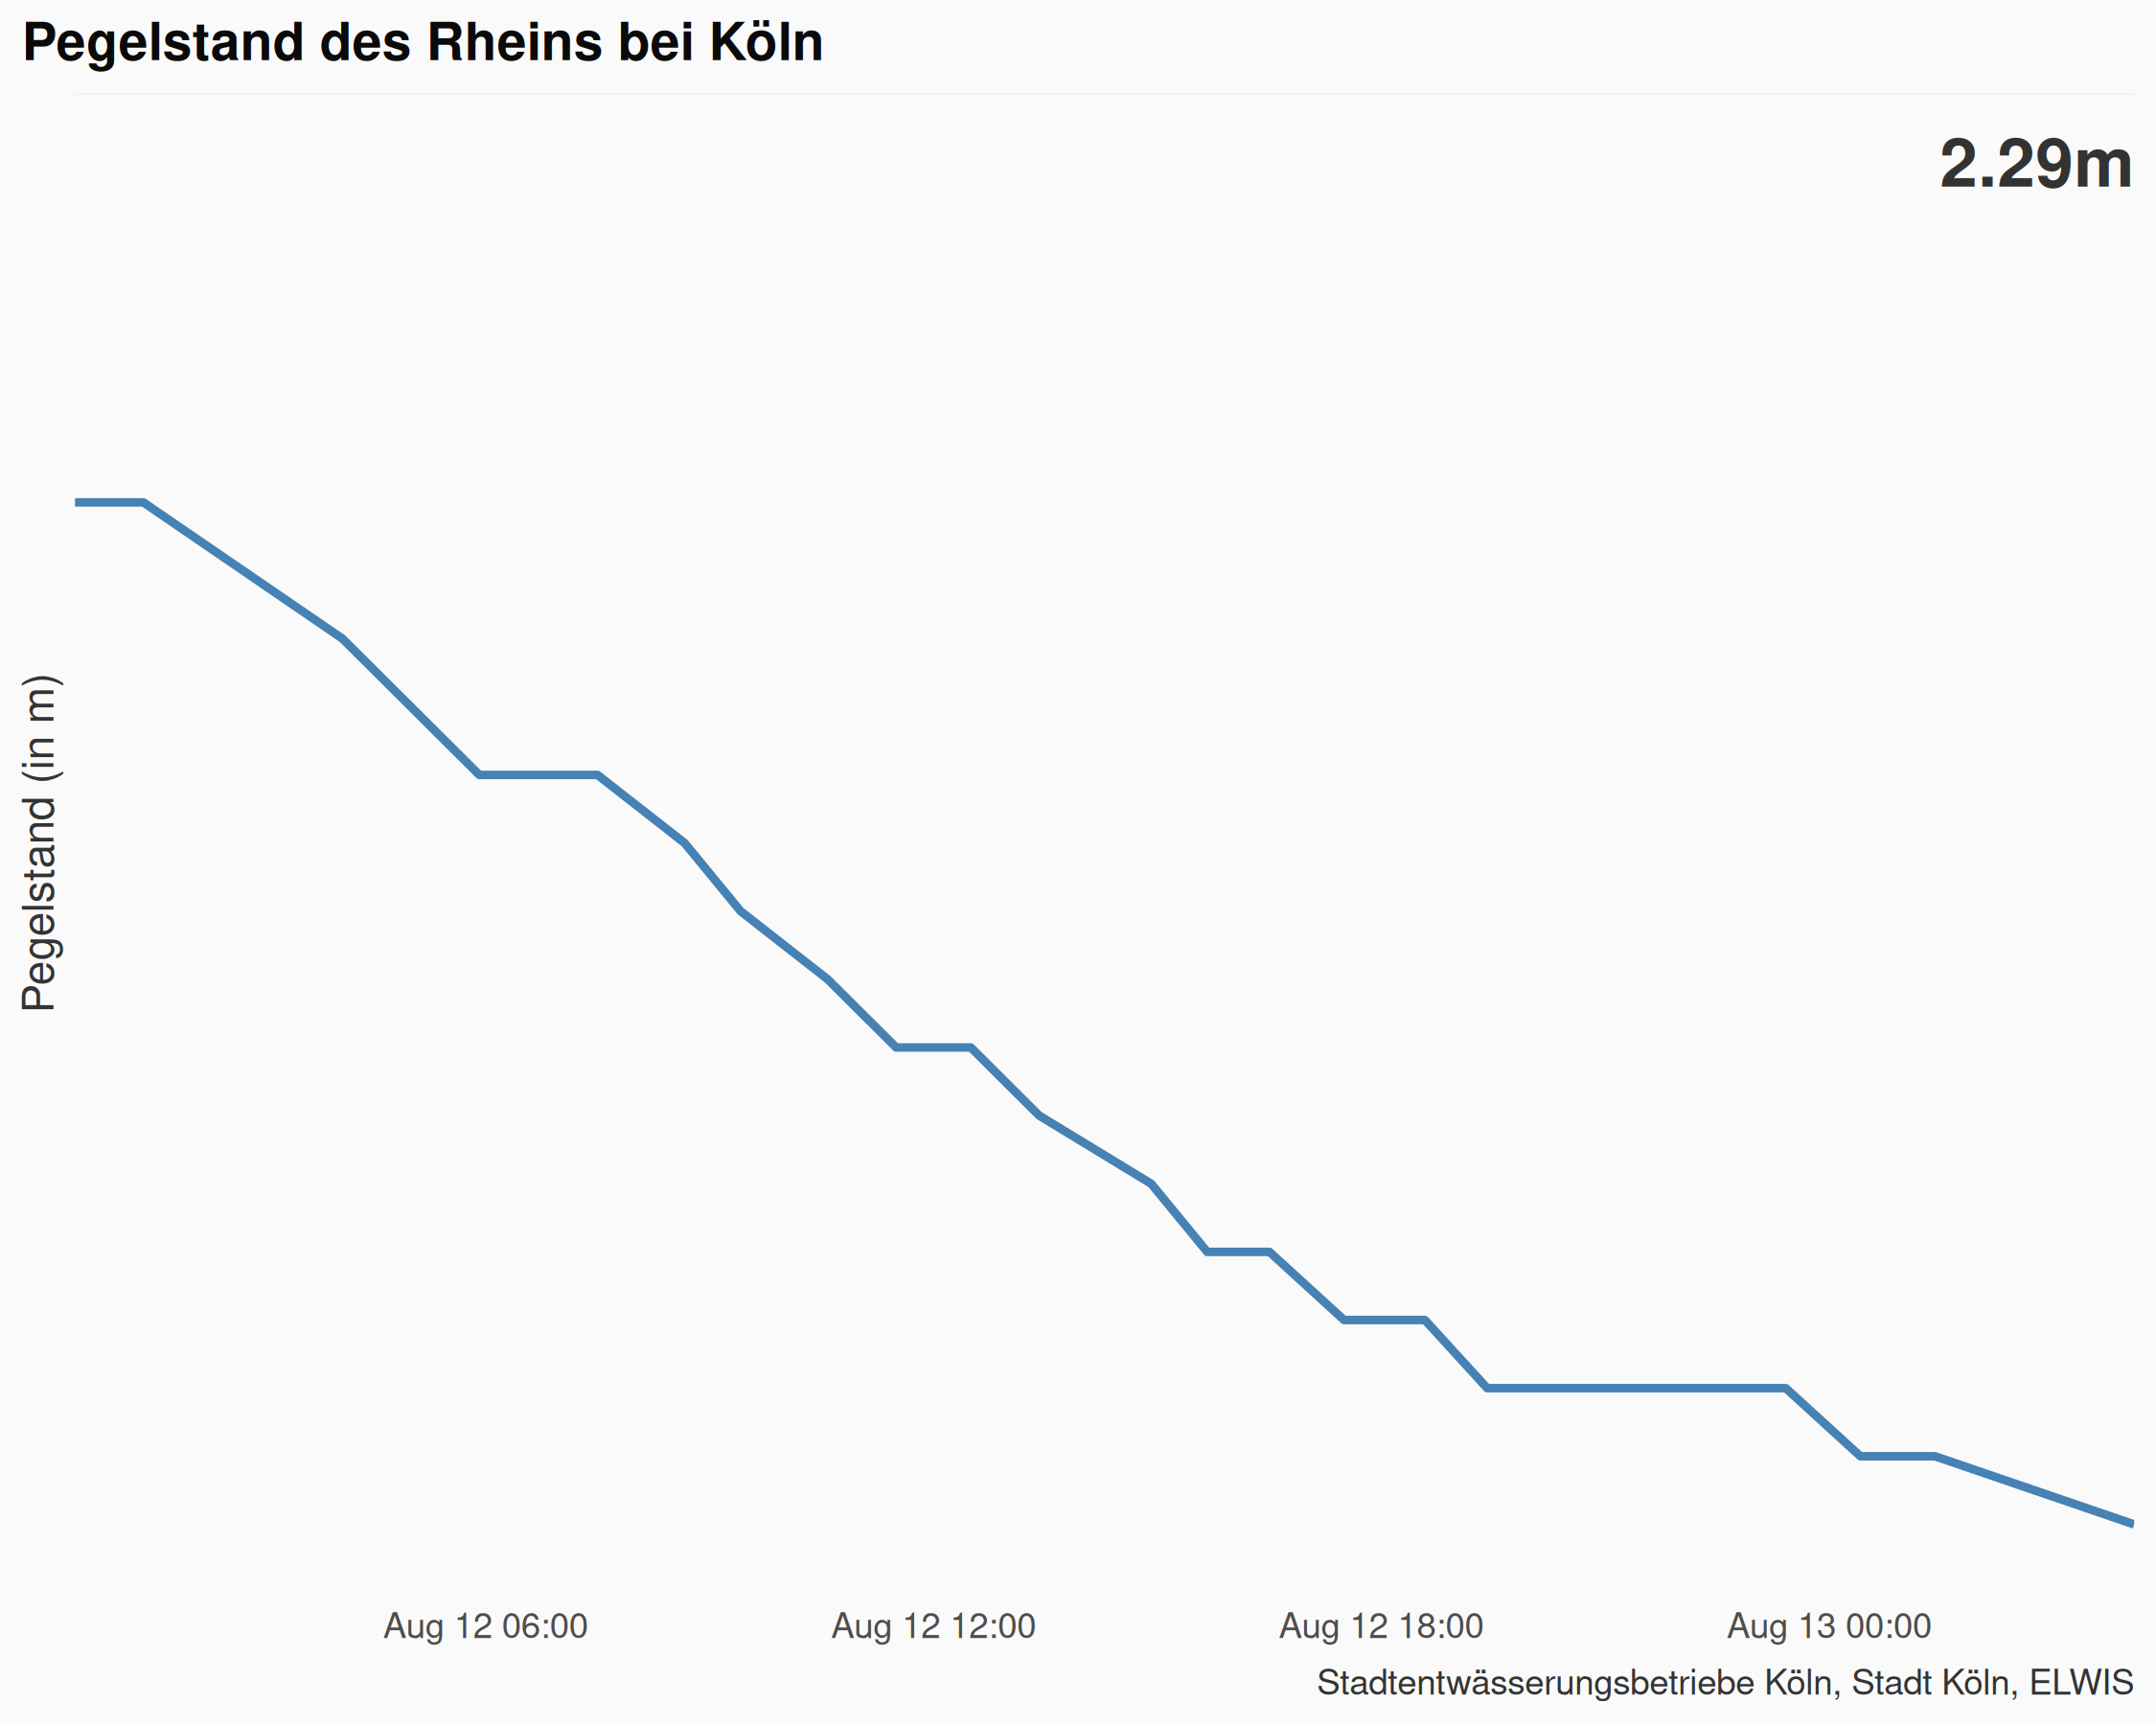 Pegelstand des Rheins bei Köln
2.29m
Pegelstand (in m)
Aug 12 06:00 Aug 12 12:00 Aug 12 18:00 Aug 13 00:00
Stadtentwässerungsbetriebe Köln, Stadt Köln, ELWIS